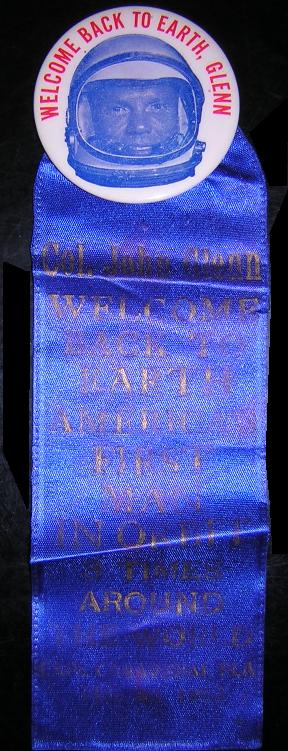 WELCOME BACK TO EARTH, GLENN
Col. John Glenn
WELCOME
BACK TO
EARTH
AMERICAS
FIRST
MAN
IN ORBIT
3 TIMES
AROUND
THE WORLD